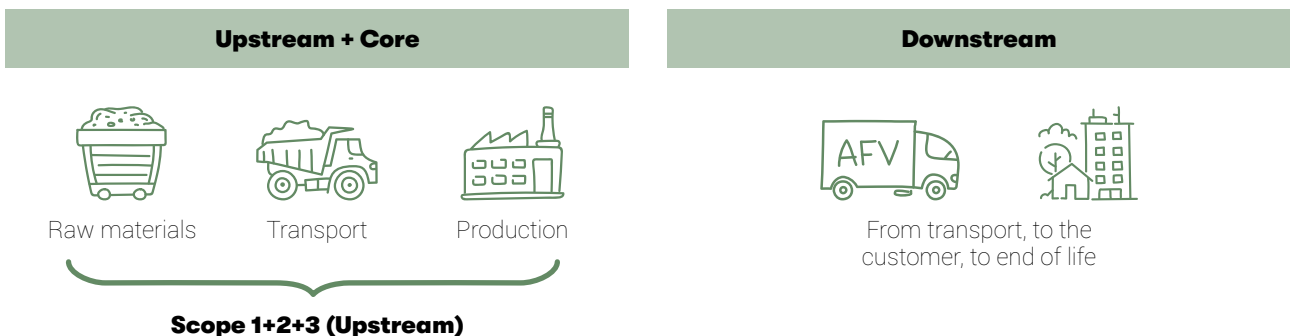 Upstream + Core
Downstream
AFV
Raw materials
Transport
Production
From transport, to the
customer, to end of life
Scope 1+2+3 (Upstream)